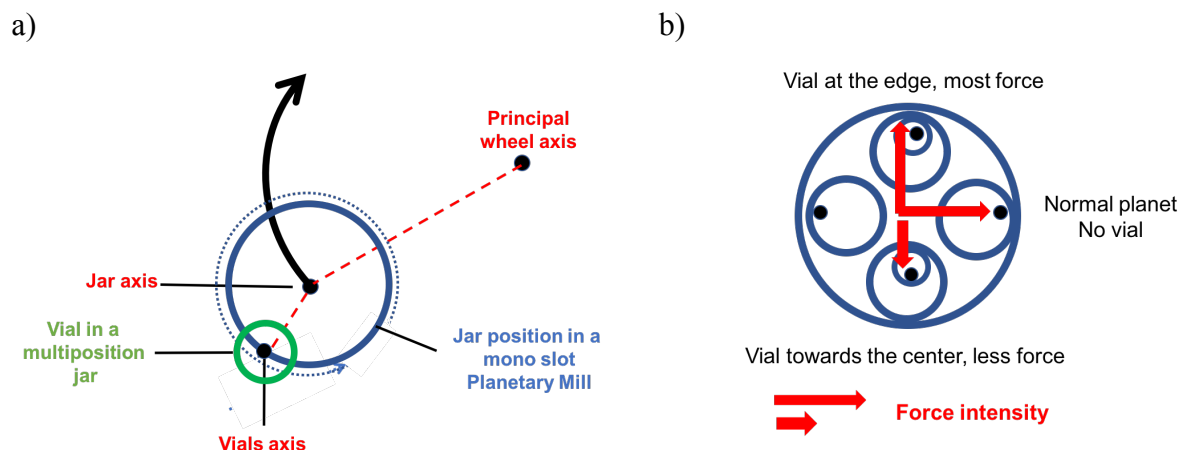 a)
Principal
wheel axis
Jar axis
Vial in a
multiposition
jar
Jar position in a
mono slot
Planetary Mill
Vials axis
b)
Vial at the edge, most force
Normal planet
No vial
Vial towards the center, less force
Force intensity